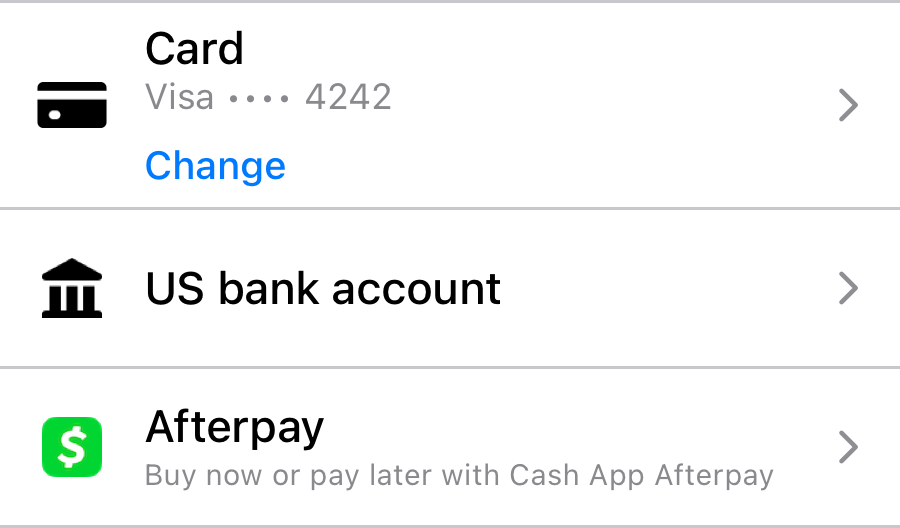 Card
Visa •••• 4242
Change
US bank account
Afterpay
Buy now or pay later with Cash App Afterpay